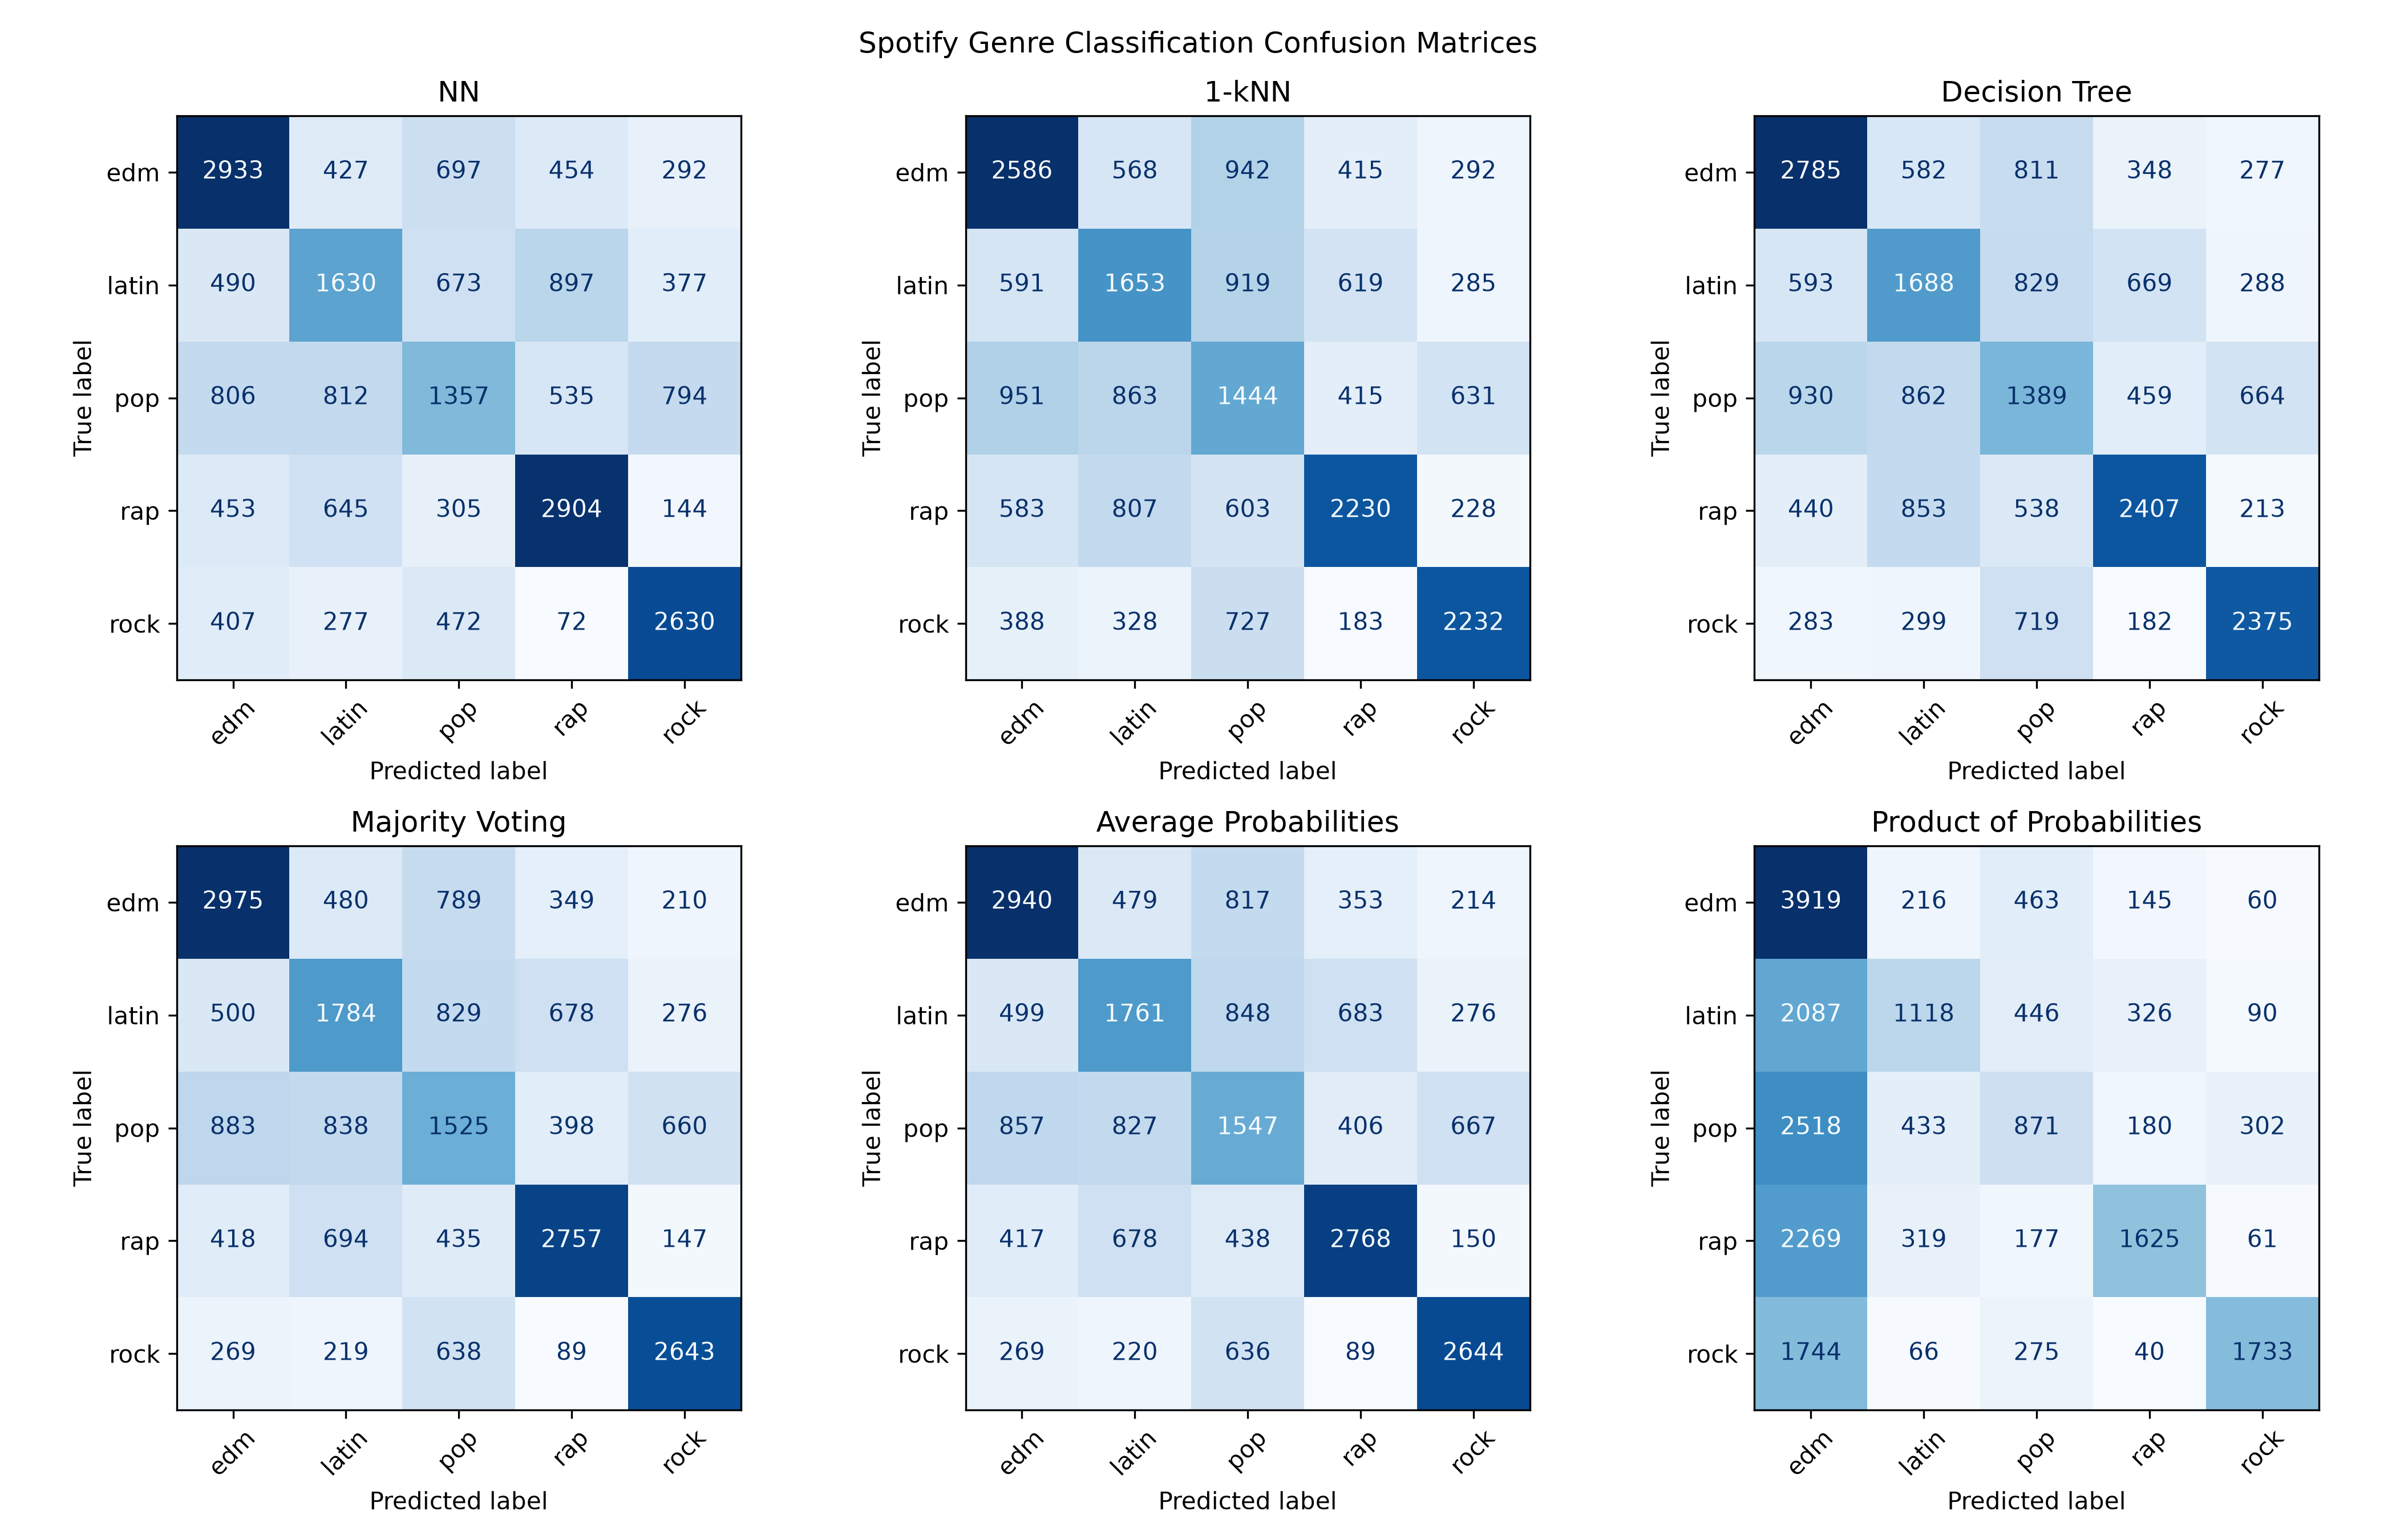 Spotify Genre Classification Confusion Matrices
NN
edm 2933 427 697 454 292
latin 490 1630 673 897 377
pop 806 812 1357 535 794
rap 453 645 305 2904 144
rock 407 277 472 72 2630
True label
edm latin pop rap rock
Predicted label
1-kNN
edm 2586 568 942 415 292
latin 591 1653 919 619 285
pop 951 863 1444 415 631
rap 583 807 603 2230 228
rock 388 328 727 183 2232
True label
edm latin pop rap rock
Predicted label
Decision Tree
edm 2785 582 811 348 277
latin 593 1688 829 669 288
pop 930 862 1389 459 664
rap 440 853 538 2407 213
rock 283 299 719 182 2375
True label
edm latin pop rap rock
Predicted label
Majority Voting
edm 2975 480 789 349 210
latin 500 1784 829 678 276
pop 883 838 1525 398 660
rap 418 694 435 2757 147
rock 269 219 638 89 2643
True label
edm latin pop rap rock
Predicted label
Average Probabilities
edm 2940 479 817 353 214
latin 499 1761 848 683 276
pop 857 827 1547 406 667
rap 417 678 438 2768 150
rock 269 220 636 89 2644
True label
edm latin pop rap rock
Predicted label
Product of Probabilities
edm 3919 216 463 145 60
latin 2087 1118 446 326 90
pop 2518 433 871 180 302
rap 2269 319 177 1625 61
rock 1744 66 275 40 1733
True label
edm latin pop rap rock
Predicted label